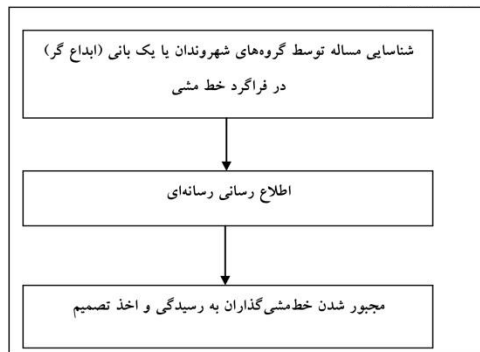 شناسایی مساله توسط گروه‌های شهروندان یا یک بانی (ابداع گر)
در فراگرد خط مشی
اطلاع رسانی رسانه‌ای
مجبور شدن خط‌مشی‌گذاران به رسیدگی و اخذ تصمیم